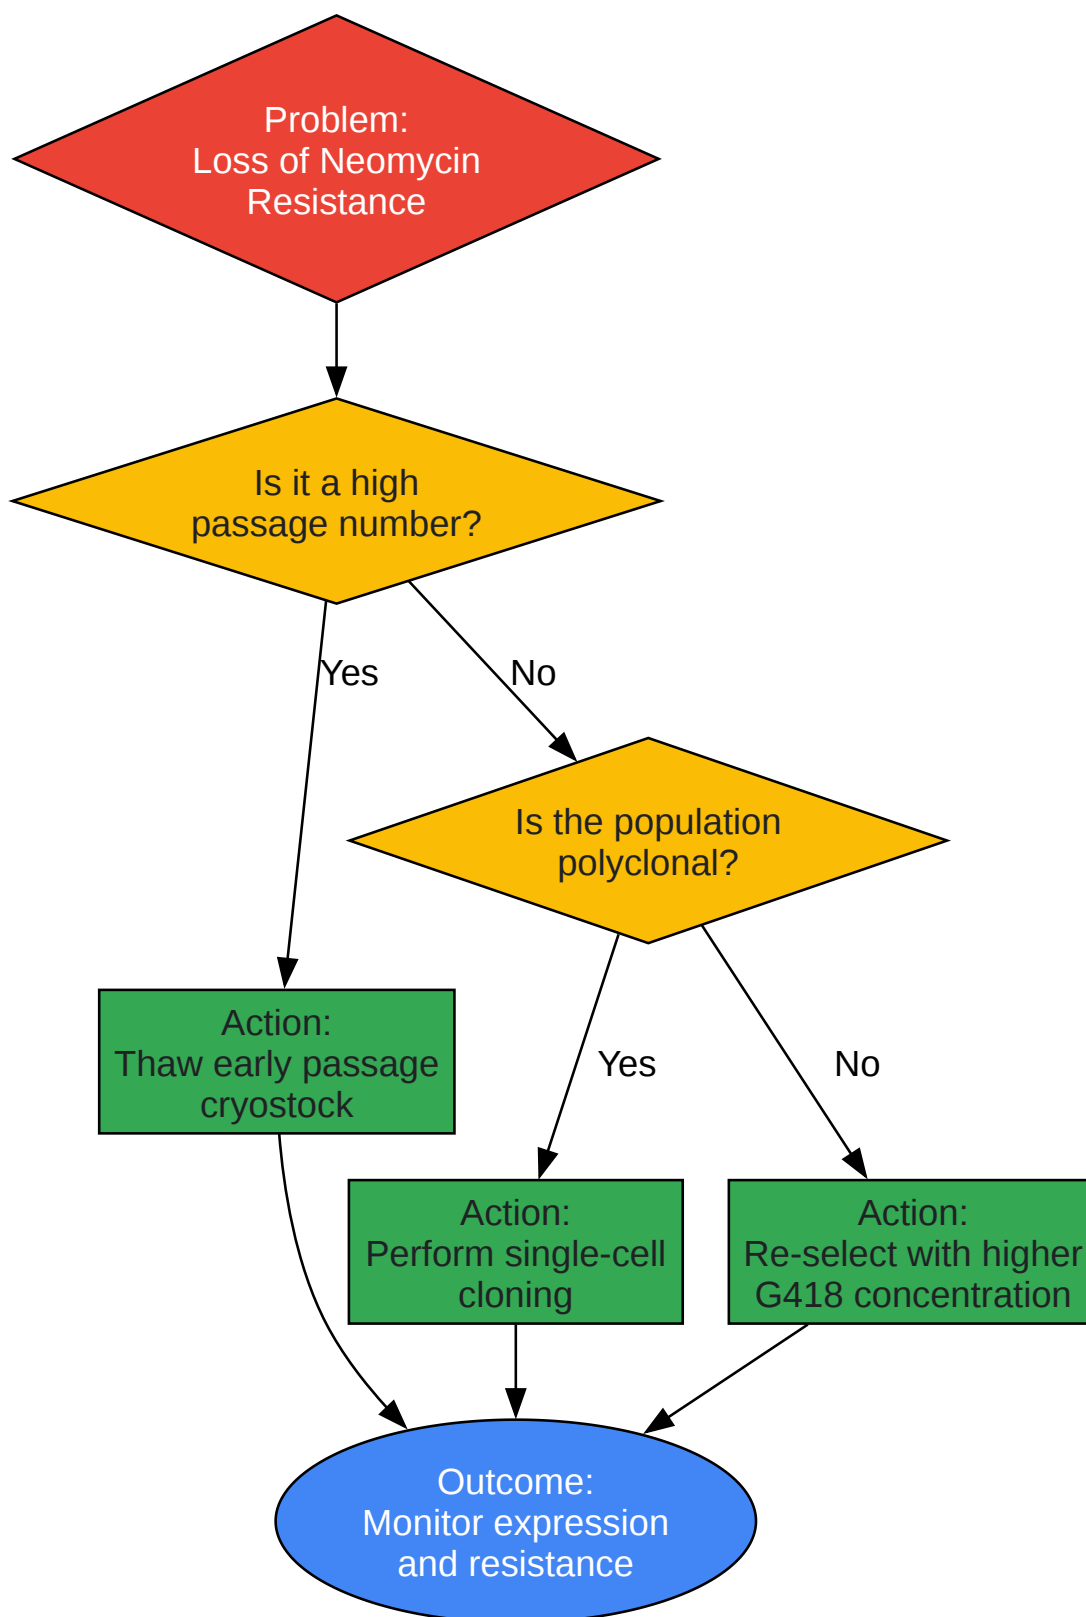 Problem:
Loss of Neomycin
Resistance
Is it a high
passage number?
Yes
No
Is the population
polyclonal?
Action:
Thaw early passage
cryostock
Yes
No
Action:
Perform single-cell
cloning
Action:
Re-select with higher
G418 concentration
Outcome:
Monitor expression
and resistance